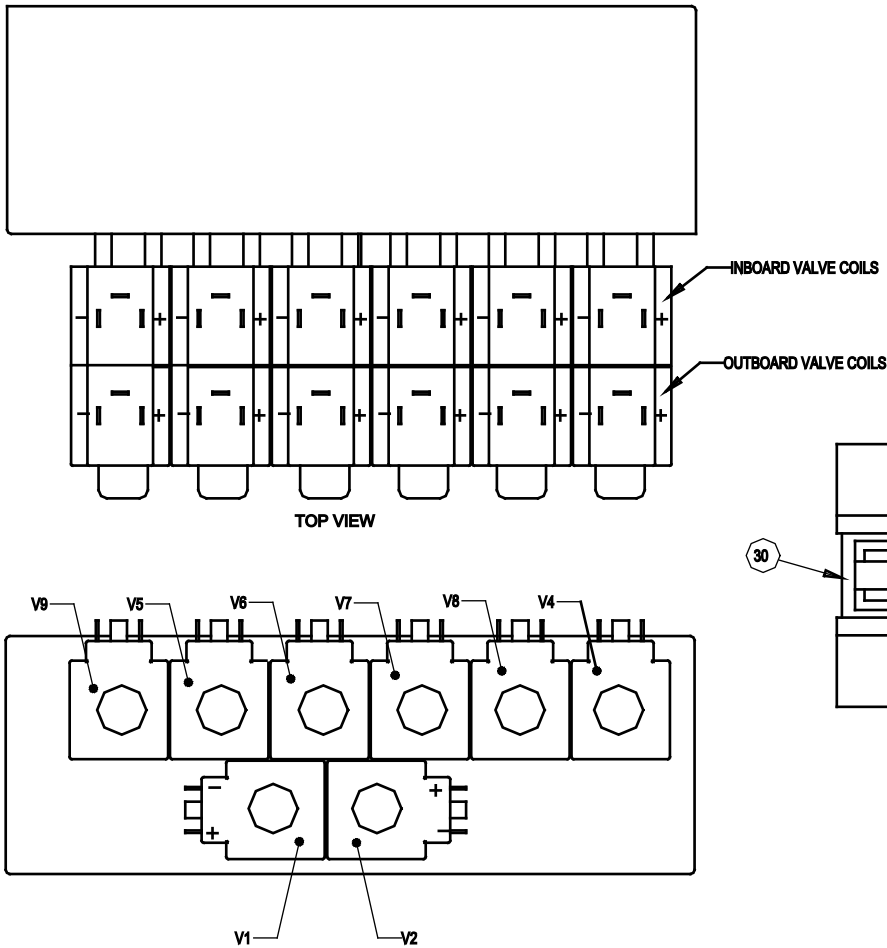 INBOARD VALVE COILS
- + - + - + - + - + - +
OUTBOARD VALVE COILS
- + - + - + - + - + - +
TOP VIEW
30
V9 V5 V6 V7 V8 V4
- +
+ -
V1 V2